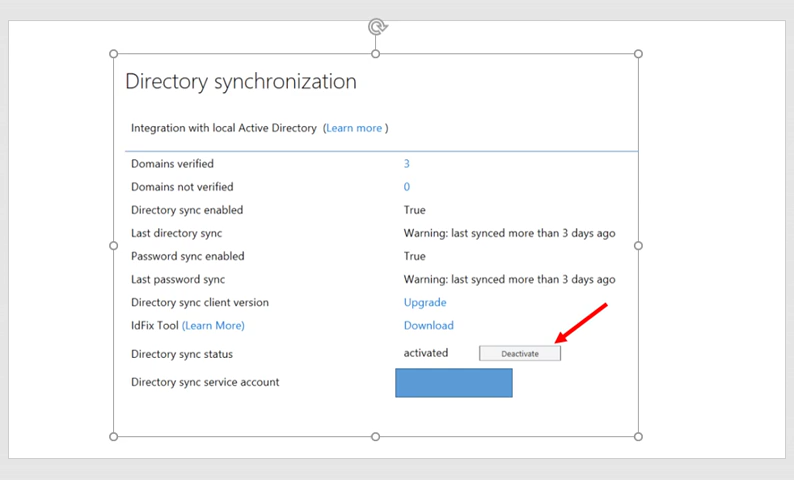 Directory synchronization
Integration with local Active Directory (Learn more )
Domains verified 3
Domains not verified 0
Directory sync enabled True
Last directory sync Warning: last synced more than 3 days ago
Password sync enabled True
Last password sync Warning: last synced more than 3 days ago
Directory sync client version Upgrade
IdFix Tool (Learn More) Download
Directory sync status activated Deactivate
Directory sync service account